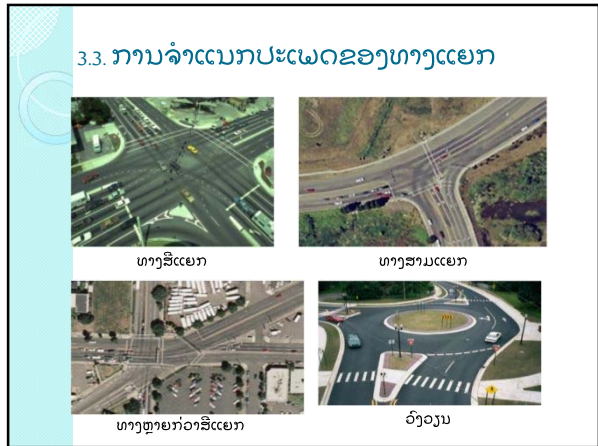 3.3. ການຈຳແນກປະເພດຂອງທາງແຍກ
ທາງສີ່ແຍກ
ທາງສາມແຍກ
ທາງຫຼາຍກ່ວາສີ່ແຍກ
ວົງວຽນ